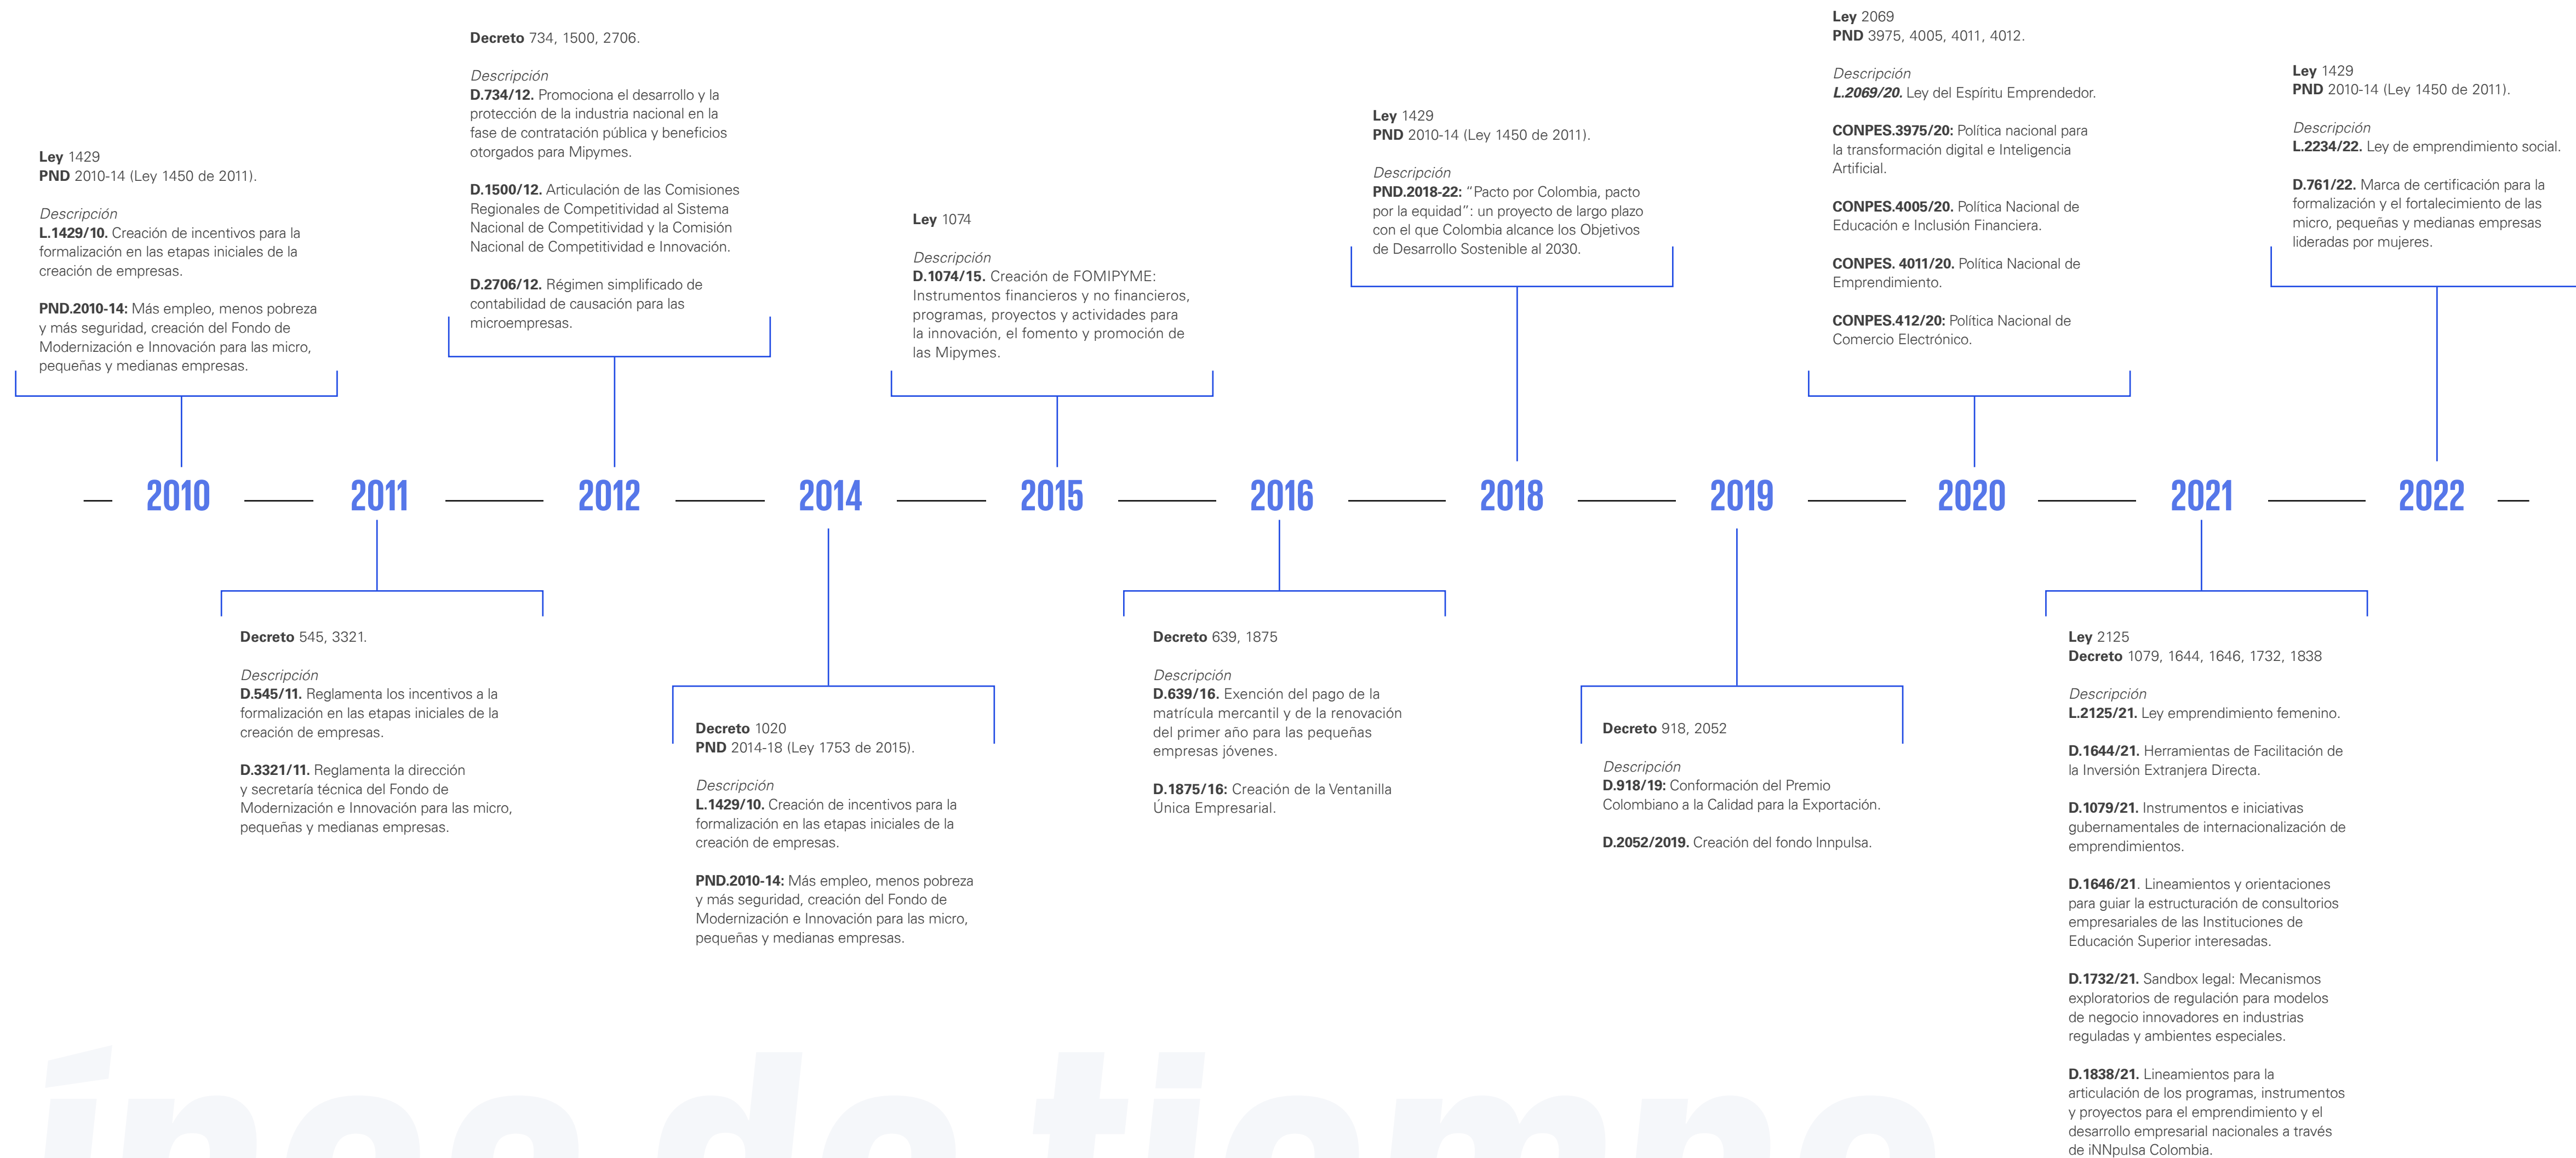 Ley 1429
PND 2010-14 (Ley 1450 de 2011).
Descripción
L.1429/10. Creación de incentivos para la
formalización en las etapas iniciales de la
creación de empresas.
PND.2010-14: Más empleo, menos pobreza
y más seguridad, creación del Fondo de
Modernización e Innovación para las micro,
pequeñas y medianas empresas.
Decreto 734, 1500, 2706.
Descripción
D.734/12. Promociona el desarrollo y la
protección de la industria nacional en la
fase de contratación pública y beneficios
otorgados para Mipymes.
D.1500/12. Articulación de las Comisiones
Regionales de Competitividad al Sistema
Nacional de Competitividad y la Comisión
Nacional de Competitividad e Innovación.
D.2706/12. Régimen simplificado de
contabilidad de causación para las
microempresas.
Ley 1074
Descripción
D.1074/15. Creación de FOMIPYME:
Instrumentos financieros y no financieros,
programas, proyectos y actividades para
la innovación, el fomento y promoción de
las Mipymes.
Ley 1429
PND 2010-14 (Ley 1450 de 2011).
Descripción
PND.2018-22: "Pacto por Colombia, pacto
por la equidad": un proyecto de largo plazo
con el que Colombia alcance los Objetivos
de Desarrollo Sostenible al 2030.
Ley 2069
PND 3975, 4005, 4011, 4012.
Descripción
L.2069/20. Ley del Espíritu Emprendedor.
CONPES.3975/20: Política nacional para
la transformación digital e Inteligencia
Artificial.
CONPES.4005/20. Política Nacional de
Educación e Inclusión Financiera.
CONPES. 4011/20. Política Nacional de
Emprendimiento.
CONPES.412/20: Política Nacional de
Comercio Electrónico.
Ley 1429
PND 2010-14 (Ley 1450 de 2011).
Descripción
L.2234/22. Ley de emprendimiento social.
D.761/22. Marca de certificación para la
formalización y el fortalecimiento de las
micro, pequeñas y medianas empresas
lideradas por mujeres.
2010 2011 2012 2014 2015 2016 2018 2019 2020 2021 2022
Decreto 545, 3321.
Descripción
D.545/11. Reglamenta los incentivos a la
formalización en las etapas iniciales de la
creación de empresas.
D.3321/11. Reglamenta la dirección
y secretaría técnica del Fondo de
Modernización e Innovación para las micro,
pequeñas y medianas empresas.
Decreto 1020
PND 2014-18 (Ley 1753 de 2015).
Descripción
L.1429/10. Creación de incentivos para la
formalización en las etapas iniciales de la
creación de empresas.
PND.2010-14: Más empleo, menos pobreza
y más seguridad, creación del Fondo de
Modernización e Innovación para las micro,
pequeñas y medianas empresas.
Decreto 639, 1875
Descripción
D.639/16. Exención del pago de la
matrícula mercantil y de la renovación
del primer año para las pequeñas
empresas jóvenes.
D.1875/16: Creación de la Ventanilla
Única Empresarial.
Decreto 918, 2052
Descripción
D.918/19: Conformación del Premio
Colombiano a la Calidad para la Exportación.
D.2052/2019. Creación del fondo Innpulsa.
Ley 2125
Decreto 1079, 1644, 1646, 1732, 1838
Descripción
L.2125/21. Ley emprendimiento femenino.
D.1644/21. Herramientas de Facilitación de
la Inversión Extranjera Directa.
D.1079/21. Instrumentos e iniciativas
gubernamentales de internacionalización de
emprendimientos.
D.1646/21. Lineamientos y orientaciones
para guiar la estructuración de consultorios
empresariales de las Instituciones de
Educación Superior interesadas.
D.1732/21. Sandbox legal: Mecanismos
exploratorios de regulación para modelos
de negocio innovadores en industrias
reguladas y ambientes especiales.
D.1838/21. Lineamientos para la
articulación de los programas, instrumentos
y proyectos para el emprendimiento y el
desarrollo empresarial nacionales a través
de iNNpulsa Colombia.
ínea de tiempo